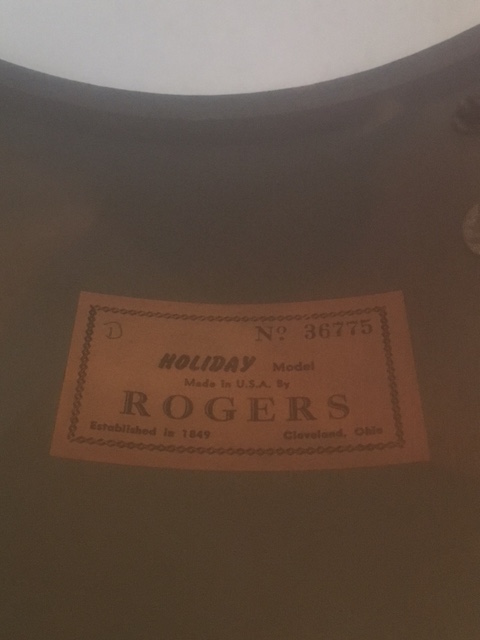 D Nº 36775
HOLIDAY Model
Made in U.S.A. By
ROGERS
Established in 1849 Cleveland, Ohio